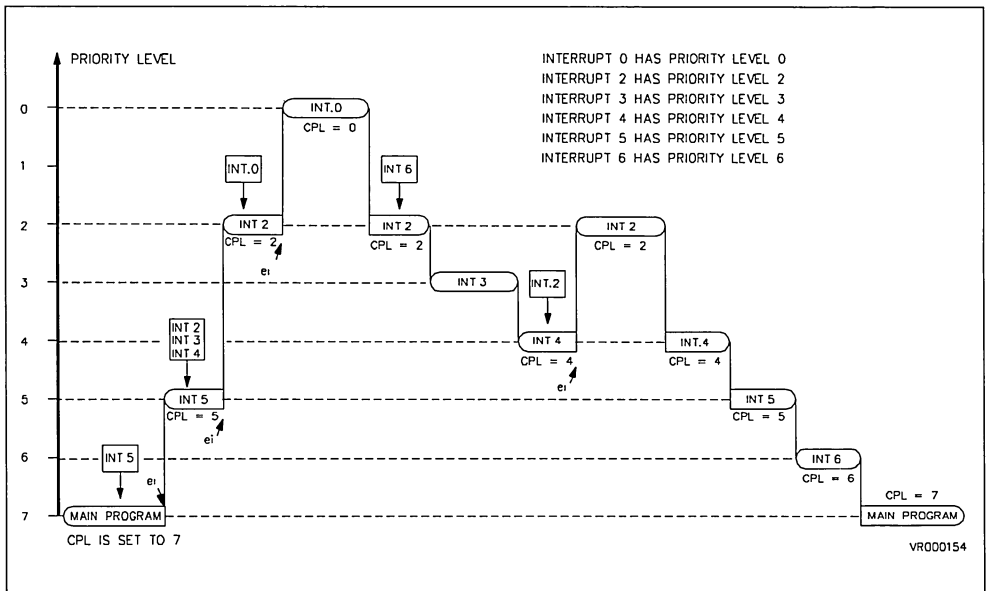 PRIORITY LEVEL
INTERRUPT 0 HAS PRIORITY LEVEL 0
INTERRUPT 2 HAS PRIORITY LEVEL 2
INTERRUPT 3 HAS PRIORITY LEVEL 3
INTERRUPT 4 HAS PRIORITY LEVEL 4
INTERRUPT 5 HAS PRIORITY LEVEL 5
INTERRUPT 6 HAS PRIORITY LEVEL 6
0
INT.0
CPL = 0
1
INT.0
INT 6
2
INT 2
INT 2
INT 2
CPL = 2
CPL = 2
CPL = 2
ei
3
INT 3
INT.2
INT 2
INT 3
INT 4
4
INT 4
INT.4
CPL = 4
CPL = 4
ei
5
INT 5
INT 5
CPL = 5
CPL = 5
ei
INT 5
6
INT 6
CPL = 6
ei
CPL = 7
7
MAIN PROGRAM
MAIN PROGRAM
CPL IS SET TO 7
VR000154